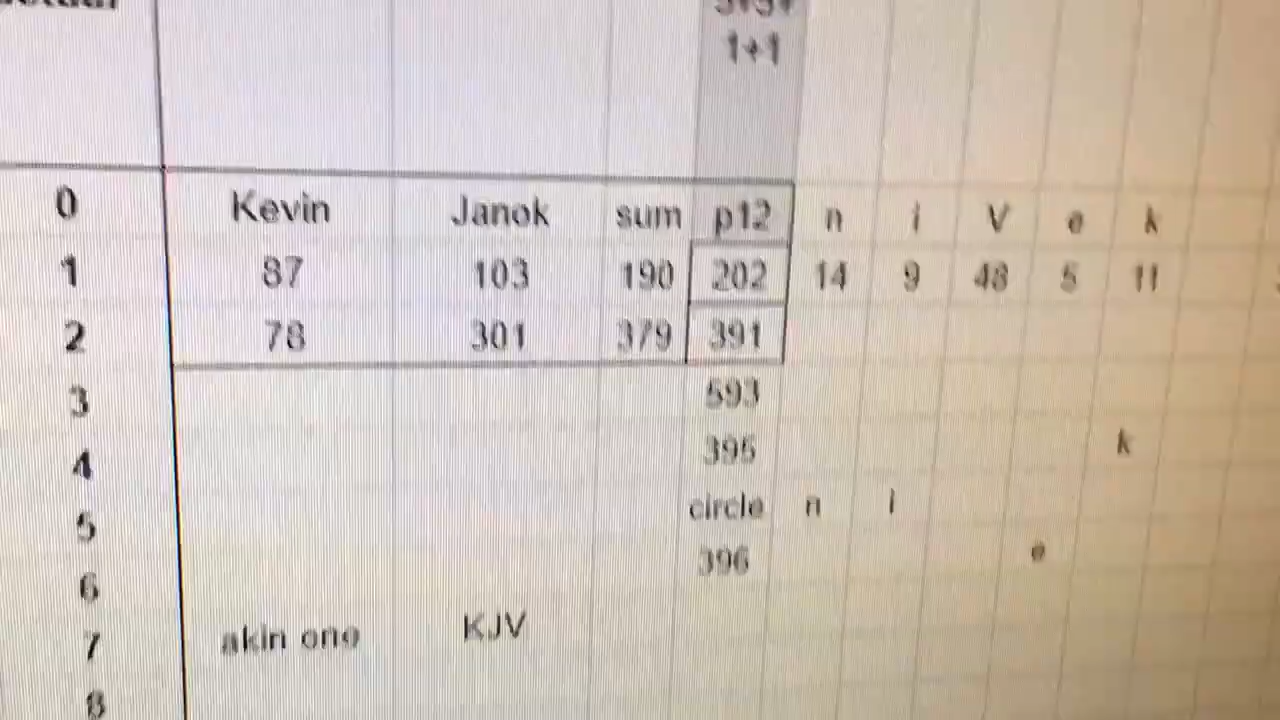 1+1
0 Kevin Janok sum p12 n i V e k
1 87 103 190 202 14 9 48 5 11
2 78 301 379 391
3 593
4 395 k
5 circle n i
6 396 e
7 akin one KJV
8